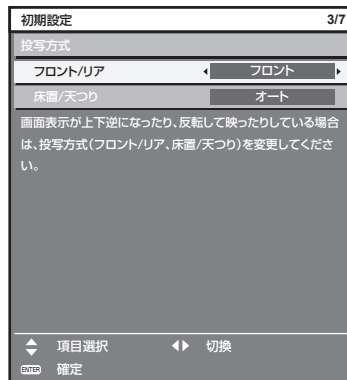 初期設定 3/7
投写方式
フロント/リア フロント
床置/天つり オート
画面表示が上下逆になったり、反転して映ったりしている場合
は、投写方式(フロント/リア、床置/天つり)を変更してくださ
い。
項目選択 切換
ENTER 確定